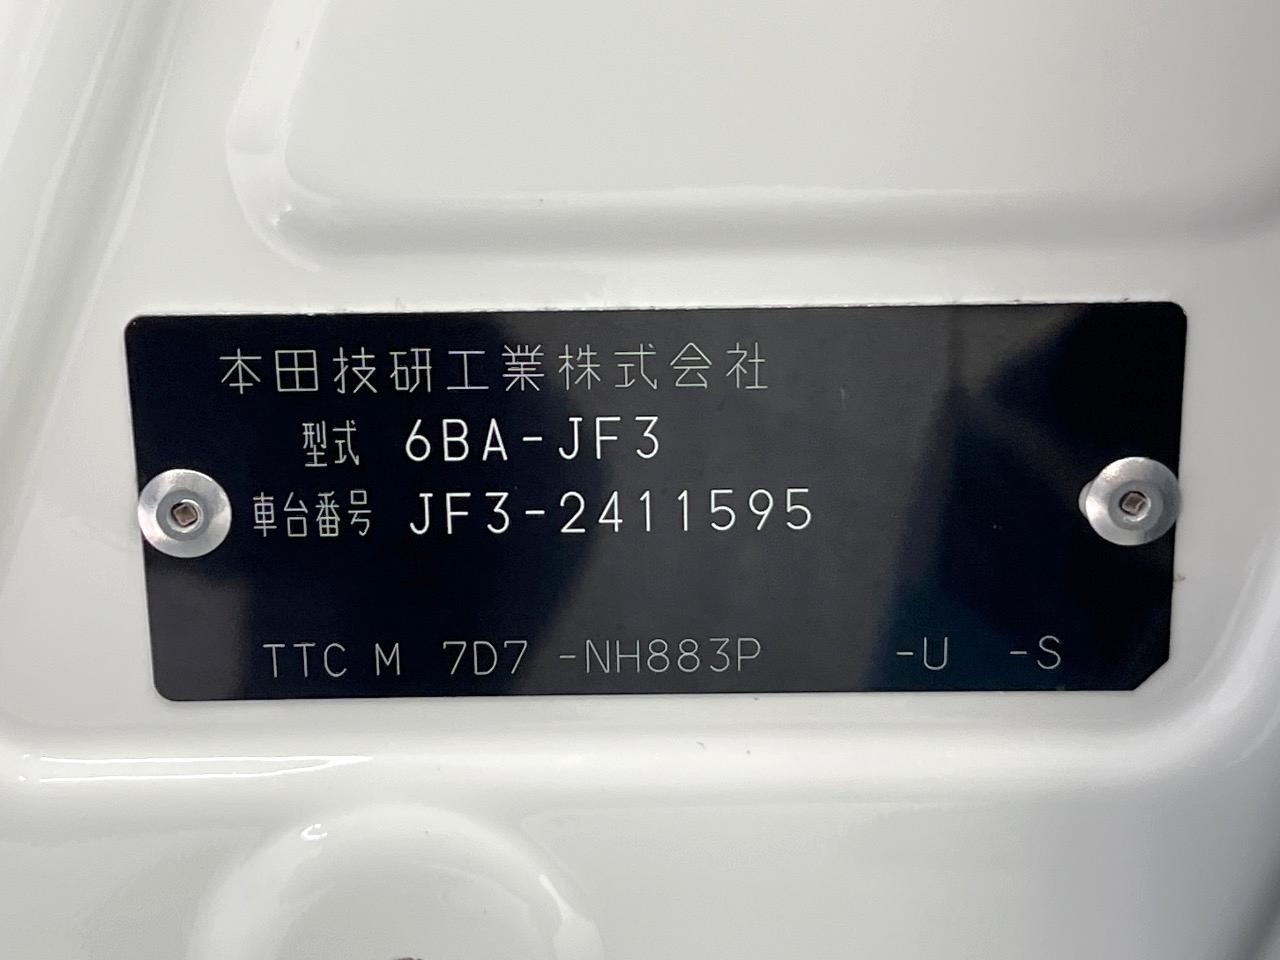 本田技研工業株式会社
型式 6BA-JF3
車台番号 JF3-2411595
TTC M 7D7 -NH883P -U -S